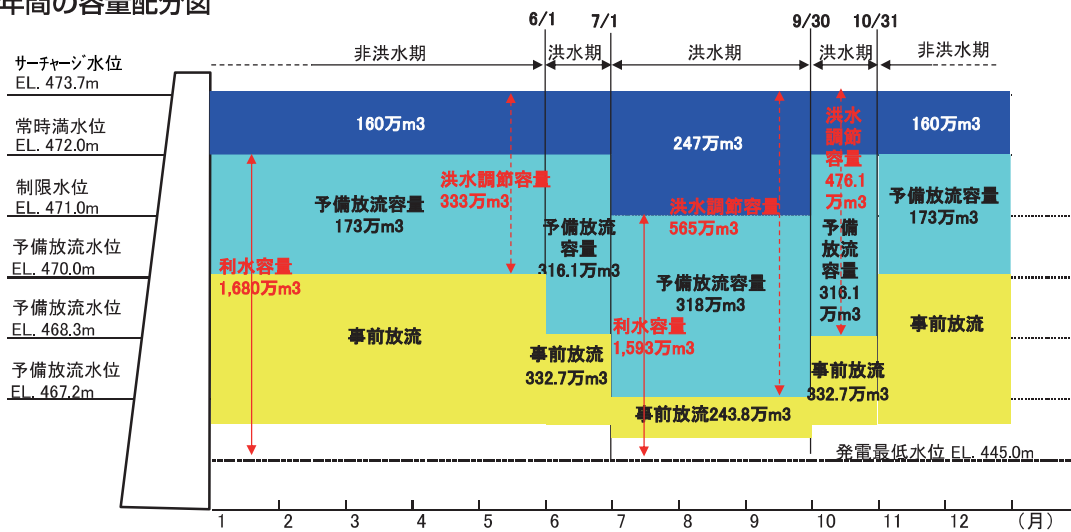 年間の容量配分図
6/1
7/1
9/30
10/31
非洪水期
洪水期
洪水期
洪水期
非洪水期
サーチャージ水位
EL. 473.7m
常時満水位
EL. 472.0m
制限水位
EL. 471.0m
予備放流水位
EL. 470.0m
予備放流水位
EL. 468.3m
予備放流水位
EL. 467.2m
160万m3
247万m3
160万m3
洪水調節容量
333万m3
予備放流容量
173万m3
利水容量
1,680万m3
事前放流
予備放流
容量
316.1万m3
事前放流
332.7万m3
洪水調節容量
565万m3
予備放流容量
318万m3
利水容量
1,593万m3
事前放流243.8万m3
洪水
調節
容量
476.1
万m3
予備
放流
容量
316.1
万m3
事前放流
332.7万m3
予備放流容量
173万m3
事前放流
発電最低水位 EL. 445.0m
1 2 3 4 5 6 7 8 9 10 11 12 (月)